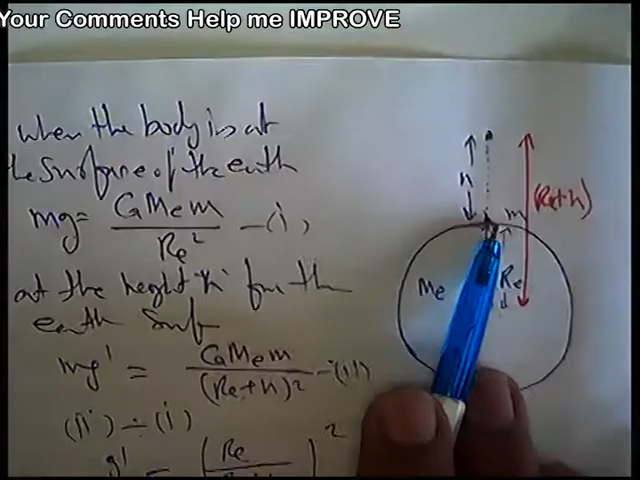 Your Comments Help me IMPROVE
when the body is at
the surface of the earth
mg = GMem/Re² —(i)
at the height 'h' from the
earth surf
mg' = GMem/(Re+h)² —(ii)
(ii) ÷ (i)
g' = (Re/)²
h
m
(Re+h)
Me
Re